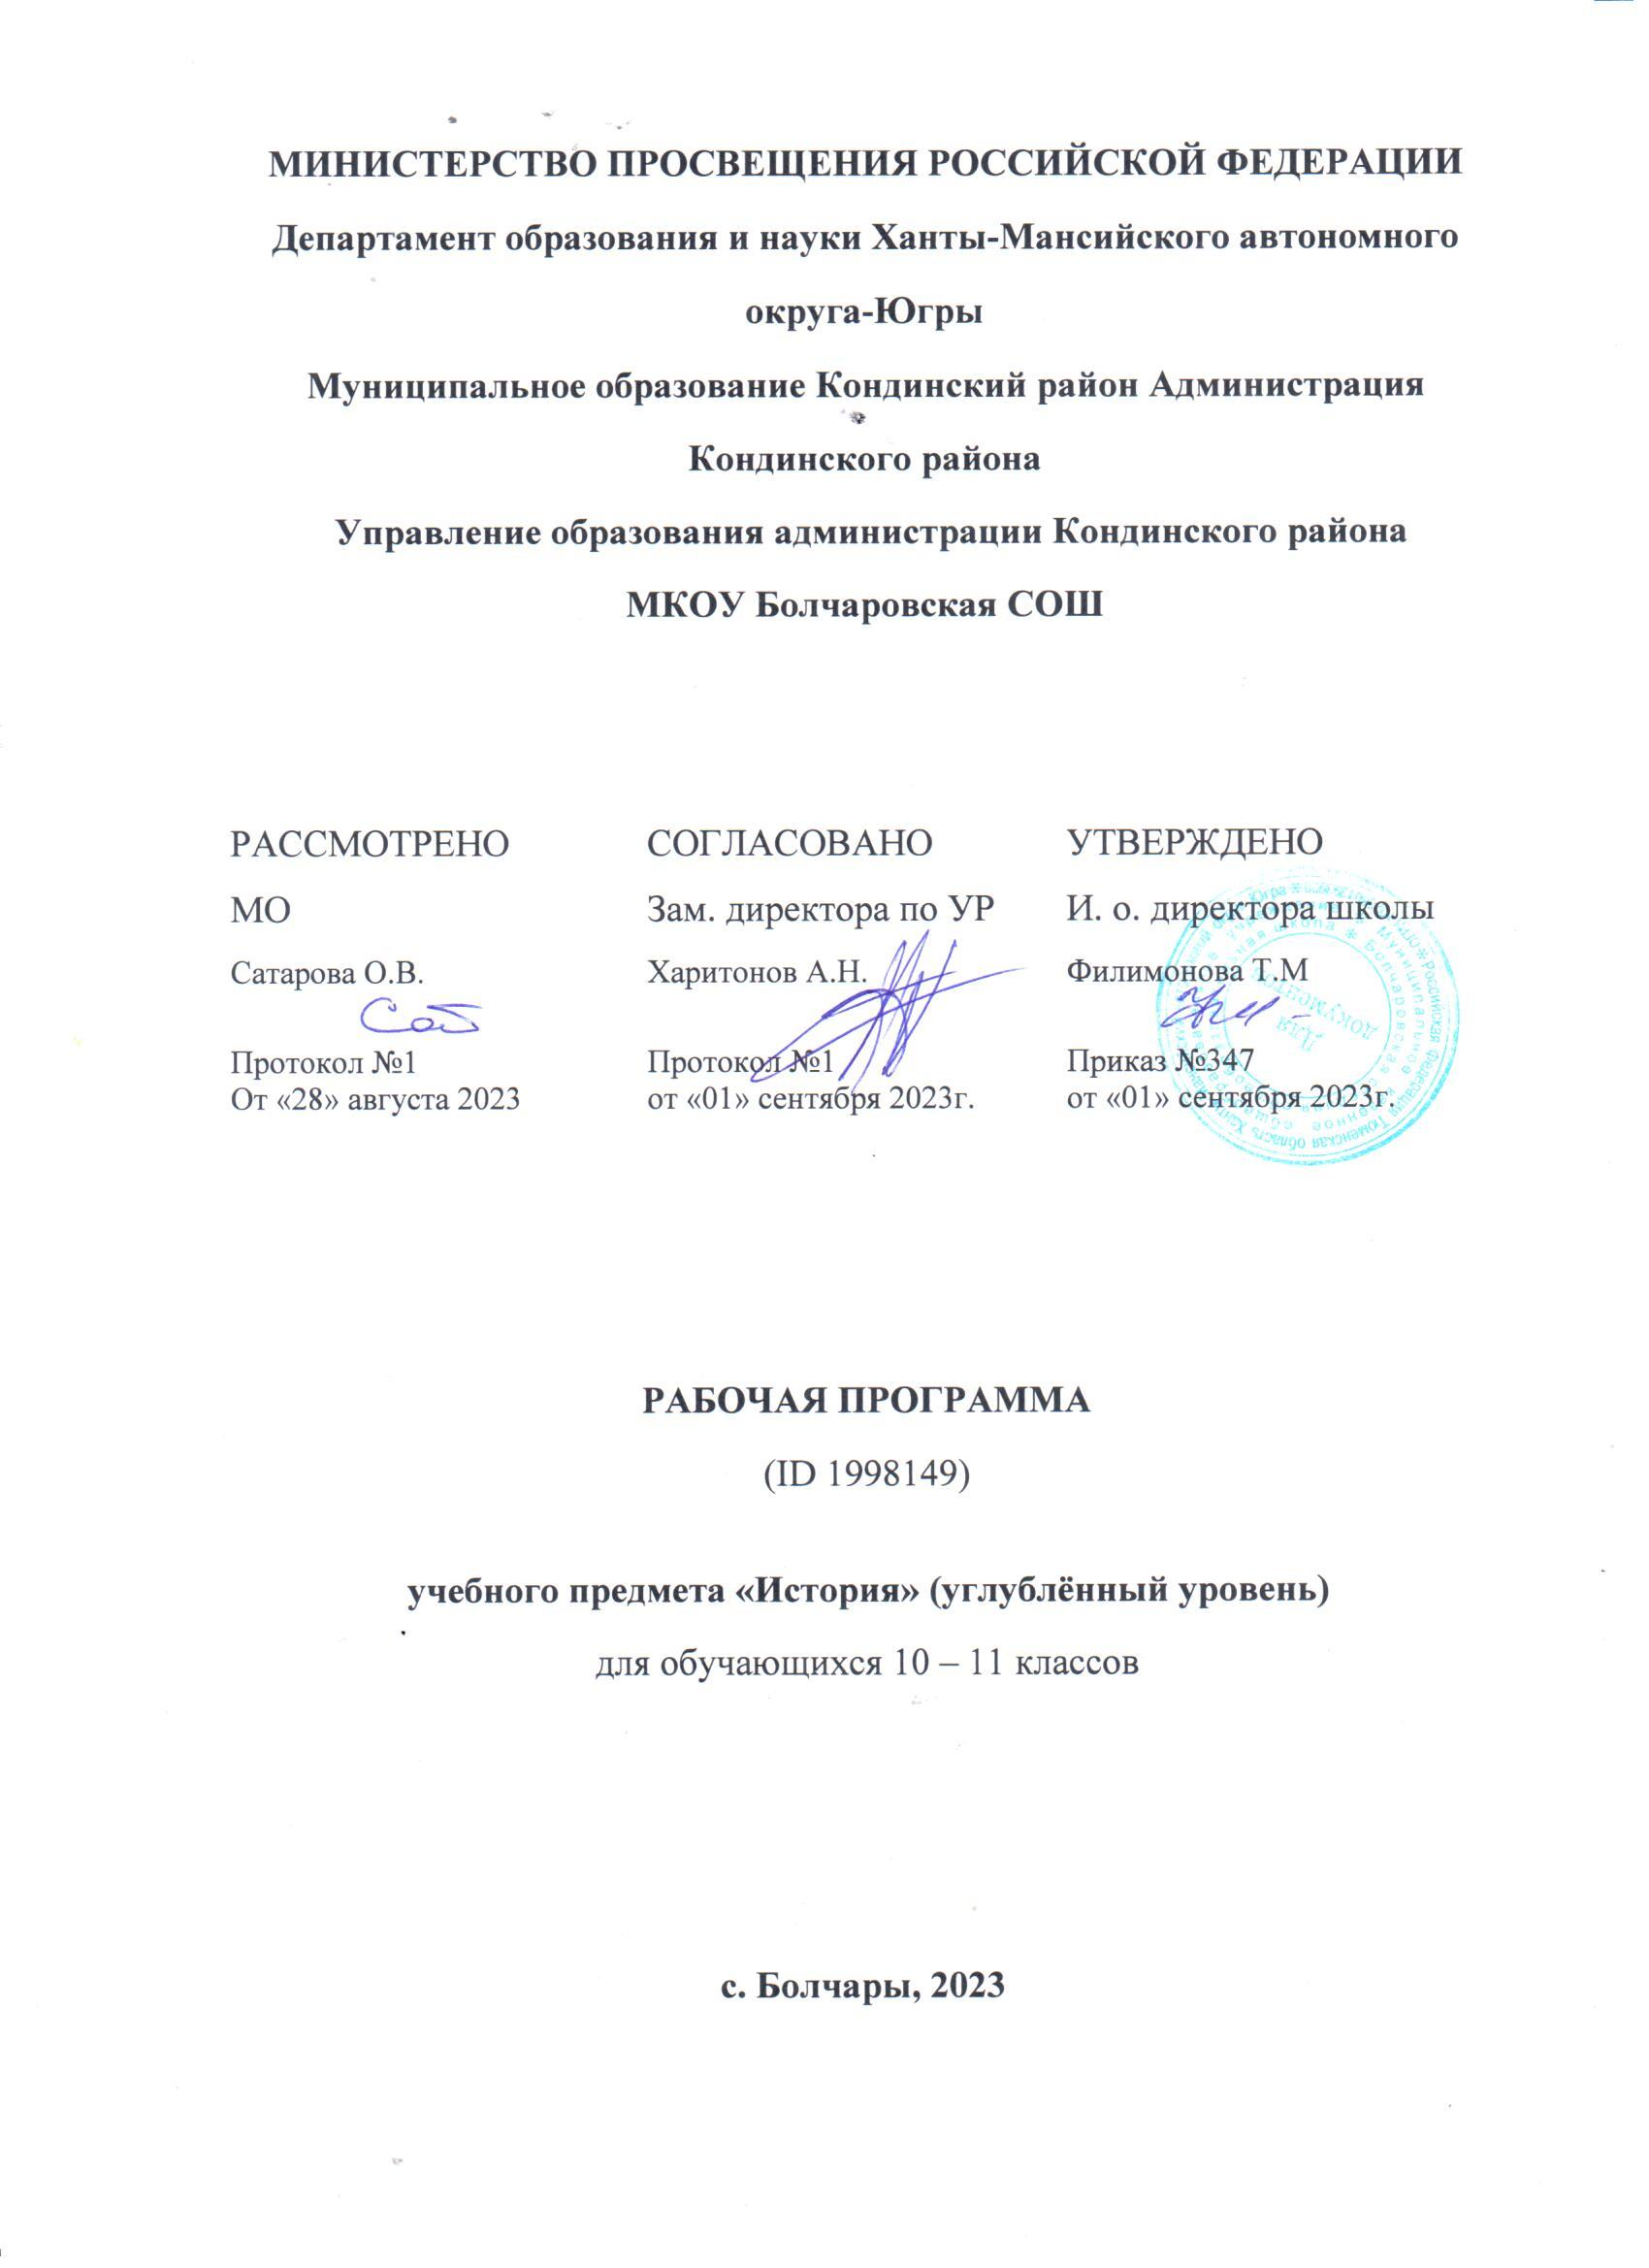 МИНИСТЕРСТВО ПРОСВЕЩЕНИЯ РОССИЙСКОЙ ФЕДЕРАЦИИ
Департамент образования и науки Ханты-Мансийского автономного
округа-Югры
Муниципальное образование Кондинский район Администрация
Кондинского района
Управление образования администрации Кондинского района
МКОУ Болчаровская СОШ
РАССМОТРЕНО
МО
Сатарова О.В.
Протокол №1
От «28» августа 2023
СОГЛАСОВАНО
Зам. директора по УР
Харитонов А.Н.
Протокол №1
от «01» сентября 2023г.
УТВЕРЖДЕНО
И. о. директора школы
Филимонова Т.М
Приказ №347
от «01» сентября 2023г.
Для
документов
РАБОЧАЯ ПРОГРАММА
(ID 1998149)
учебного предмета «История» (углублённый уровень)
для обучающихся 10 – 11 классов
с. Болчары, 2023